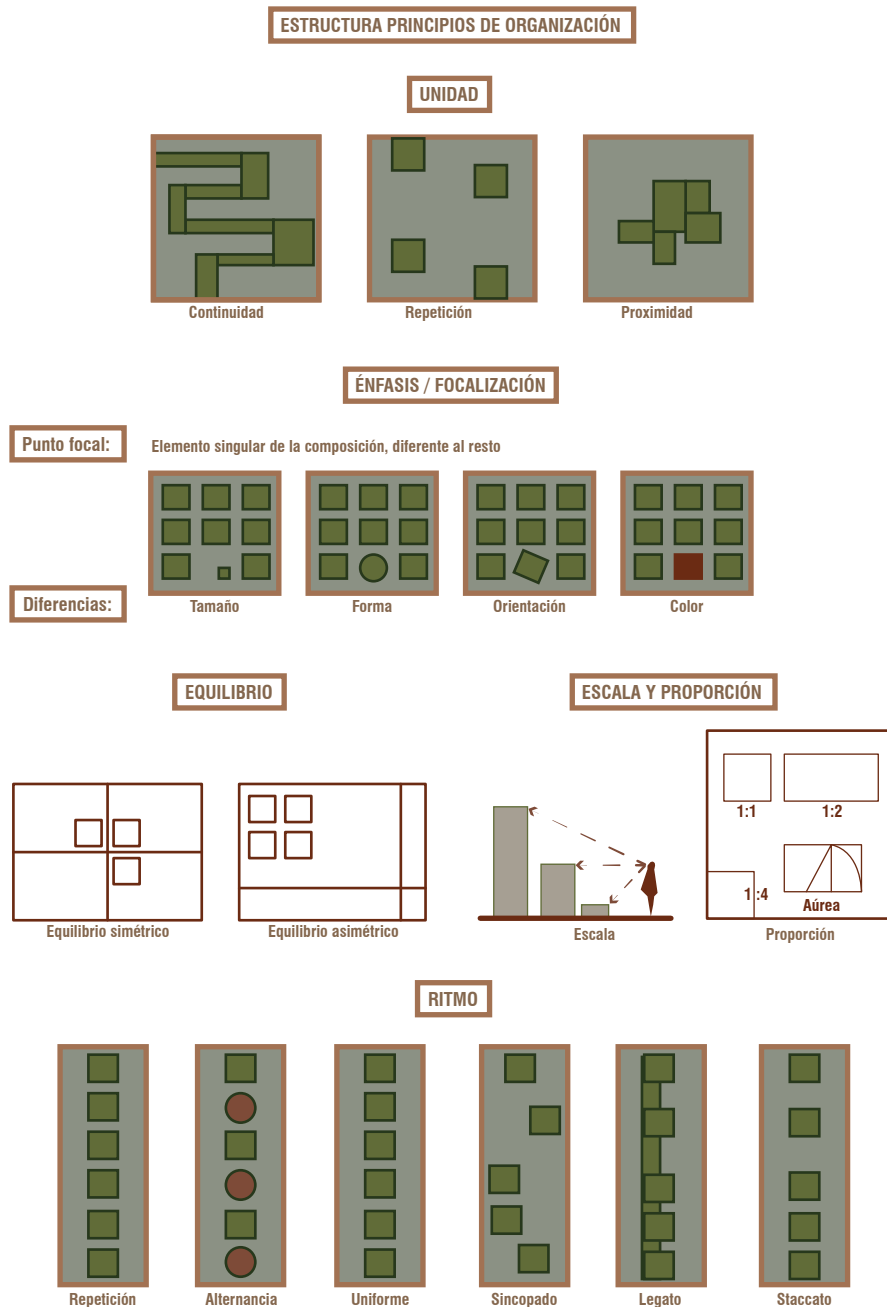 ESTRUCTURA PRINCIPIOS DE ORGANIZACIÓN
UNIDAD
Continuidad
Repetición
Proximidad
ÉNFASIS / FOCALIZACIÓN
Punto focal:
Elemento singular de la composición, diferente al resto
Diferencias:
Tamaño
Forma
Orientación
Color
EQUILIBRIO
Equilibrio simétrico
Equilibrio asimétrico
ESCALA Y PROPORCIÓN
Escala
1:1
1:2
1:4
Aúrea
Proporción
RITMO
Repetición
Alternancia
Uniforme
Sincopado
Legato
Staccato